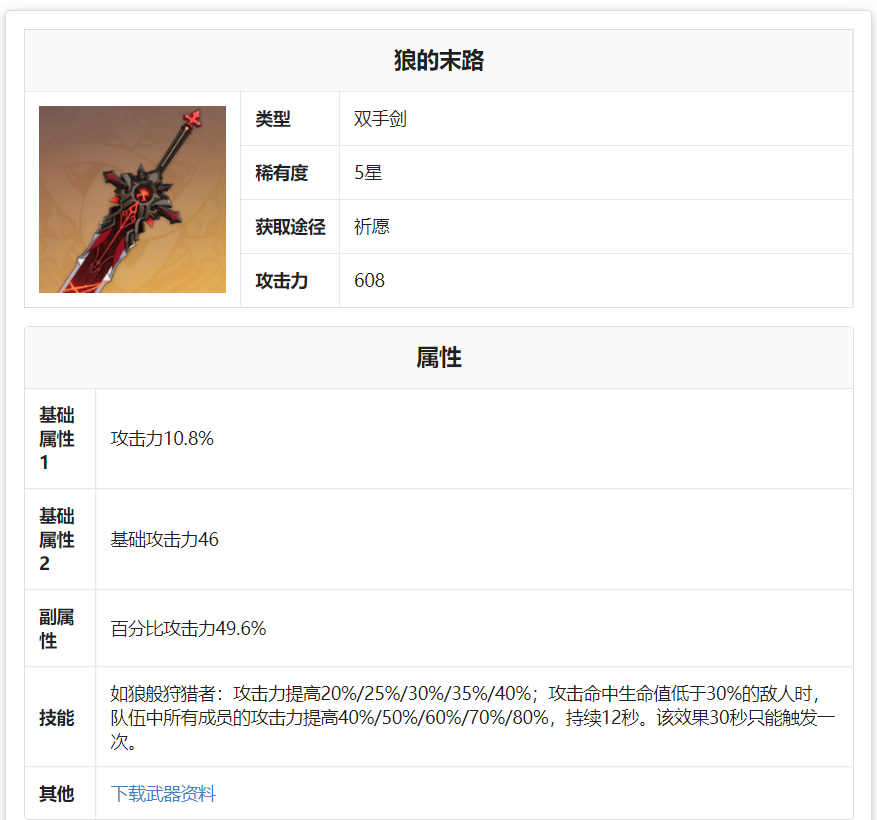 狼的末路
类型
双手剑
稀有度
5星
获取途径
祈愿
攻击力
608
属性
基础
属性
1
攻击力10.8%
基础
属性
2
基础攻击力46
副属
性
百分比攻击力49.6%
技能
如狼般狩猎者：攻击力提高20%/25%/30%/35%/40%；攻击命中生命值低于30%的敌人时，
队伍中所有成员的攻击力提高40%/50%/60%/70%/80%，持续12秒。该效果30秒只能触发一
次。
其他
下载武器资料